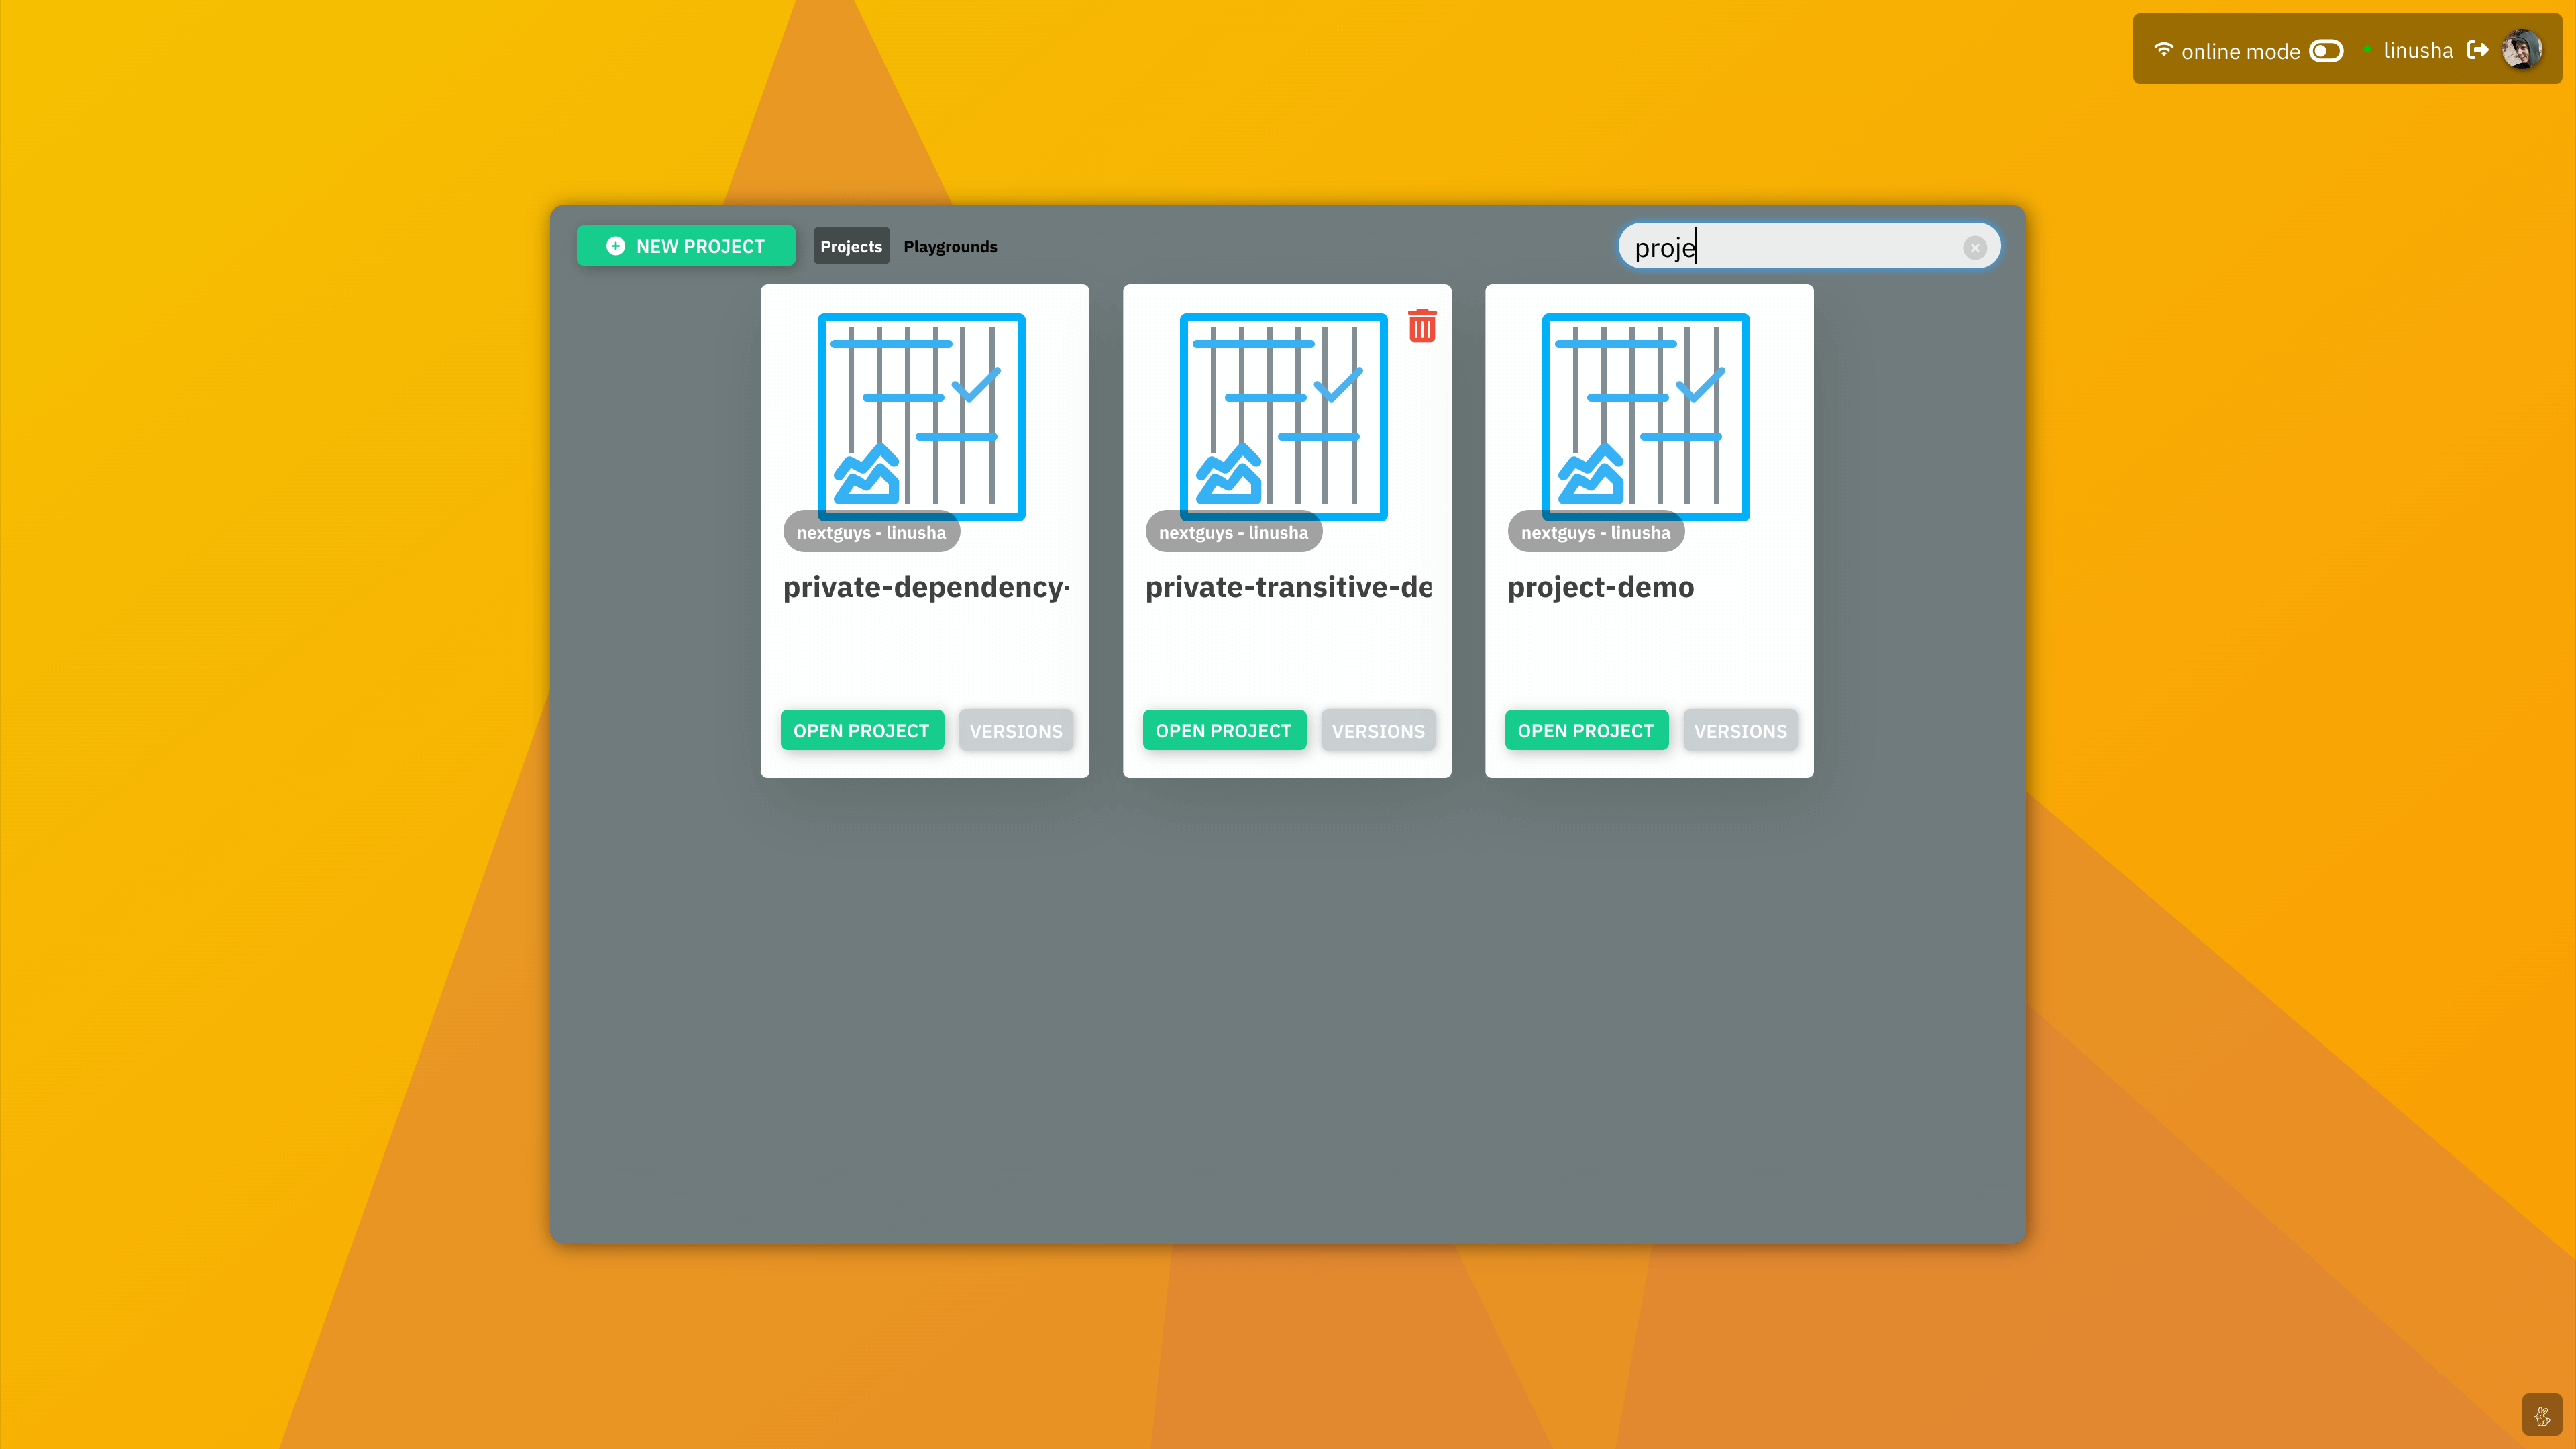 online mode
linusha
NEW PROJECT
Projects
Playgrounds
proje
nextguys - linusha
private-dependency-
OPEN PROJECT
VERSIONS
nextguys - linusha
private-transitive-de
OPEN PROJECT
VERSIONS
nextguys - linusha
project-demo
OPEN PROJECT
VERSIONS